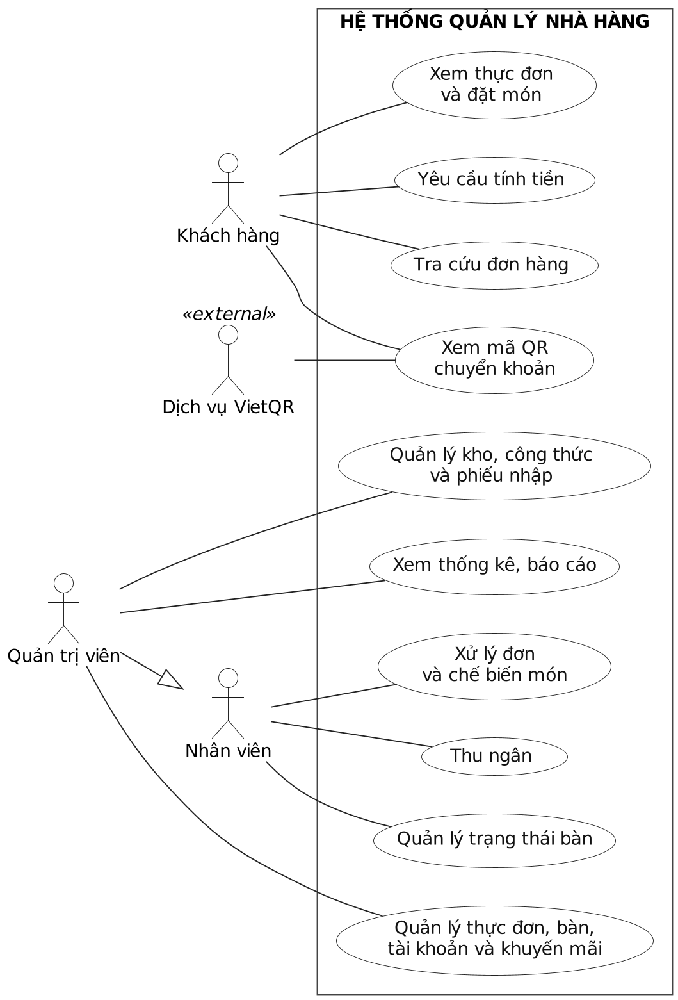 HỆ THỐNG QUẢN LÝ NHÀ HÀNG
Xem thực đơn
và đặt món
Yêu cầu tính tiền
Khách hàng
Tra cứu đơn hàng
«external»
Xem mã QR
chuyển khoản
Dịch vụ VietQR
Quản lý kho, công thức
và phiếu nhập
Xem thống kê, báo cáo
Quản trị viên
Xử lý đơn
và chế biến món
Nhân viên
Thu ngân
Quản lý trạng thái bàn
Quản lý thực đơn, bàn,
tài khoản và khuyến mãi